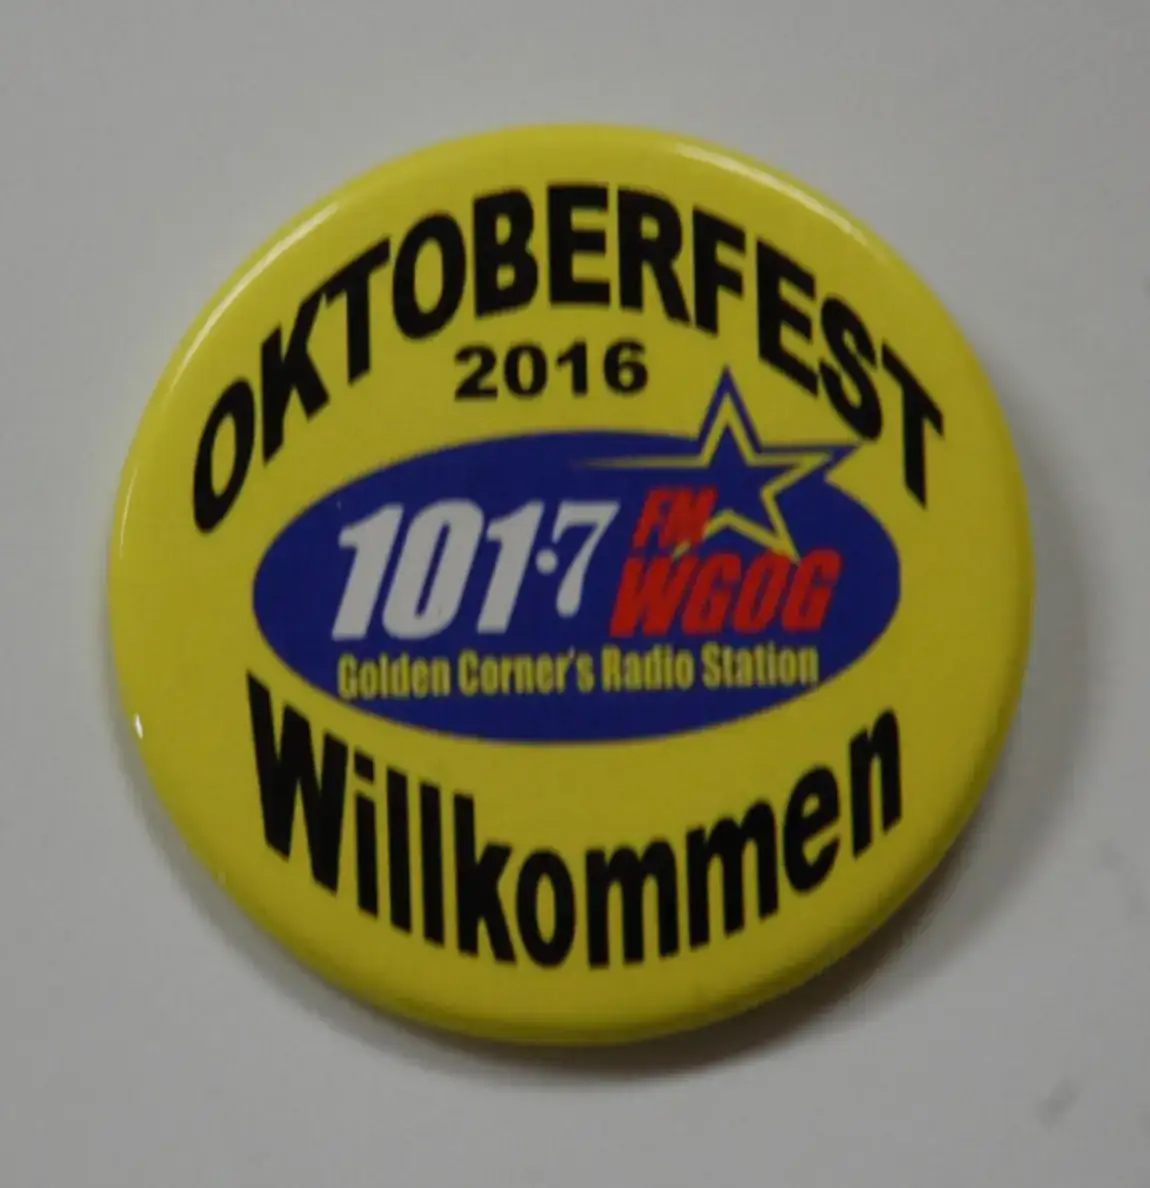 OKTOBERFEST
2016
101.7 FM
WGOG
Golden Corner's Radio Station
Willkommen